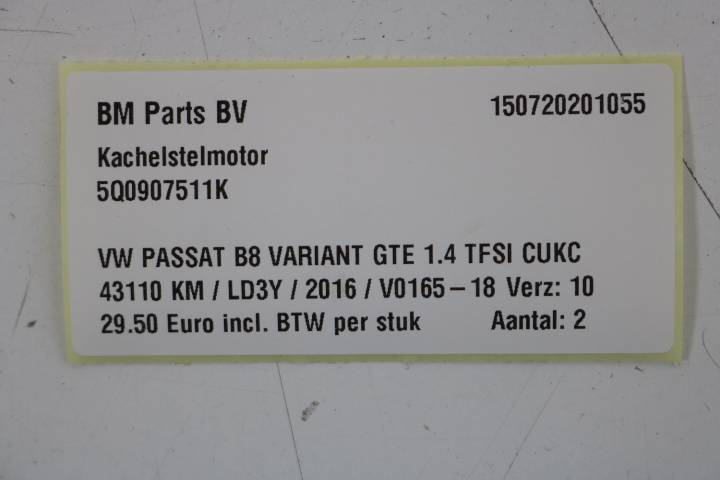 BM Parts BV 150720201055
Kachelstelmotor
5Q0907511K
VW PASSAT B8 VARIANT GTE 1.4 TFSI CUKC
43110 KM / LD3Y / 2016 / V0165-18 Verz: 10
29.50 Euro incl. BTW per stuk Aantal: 2